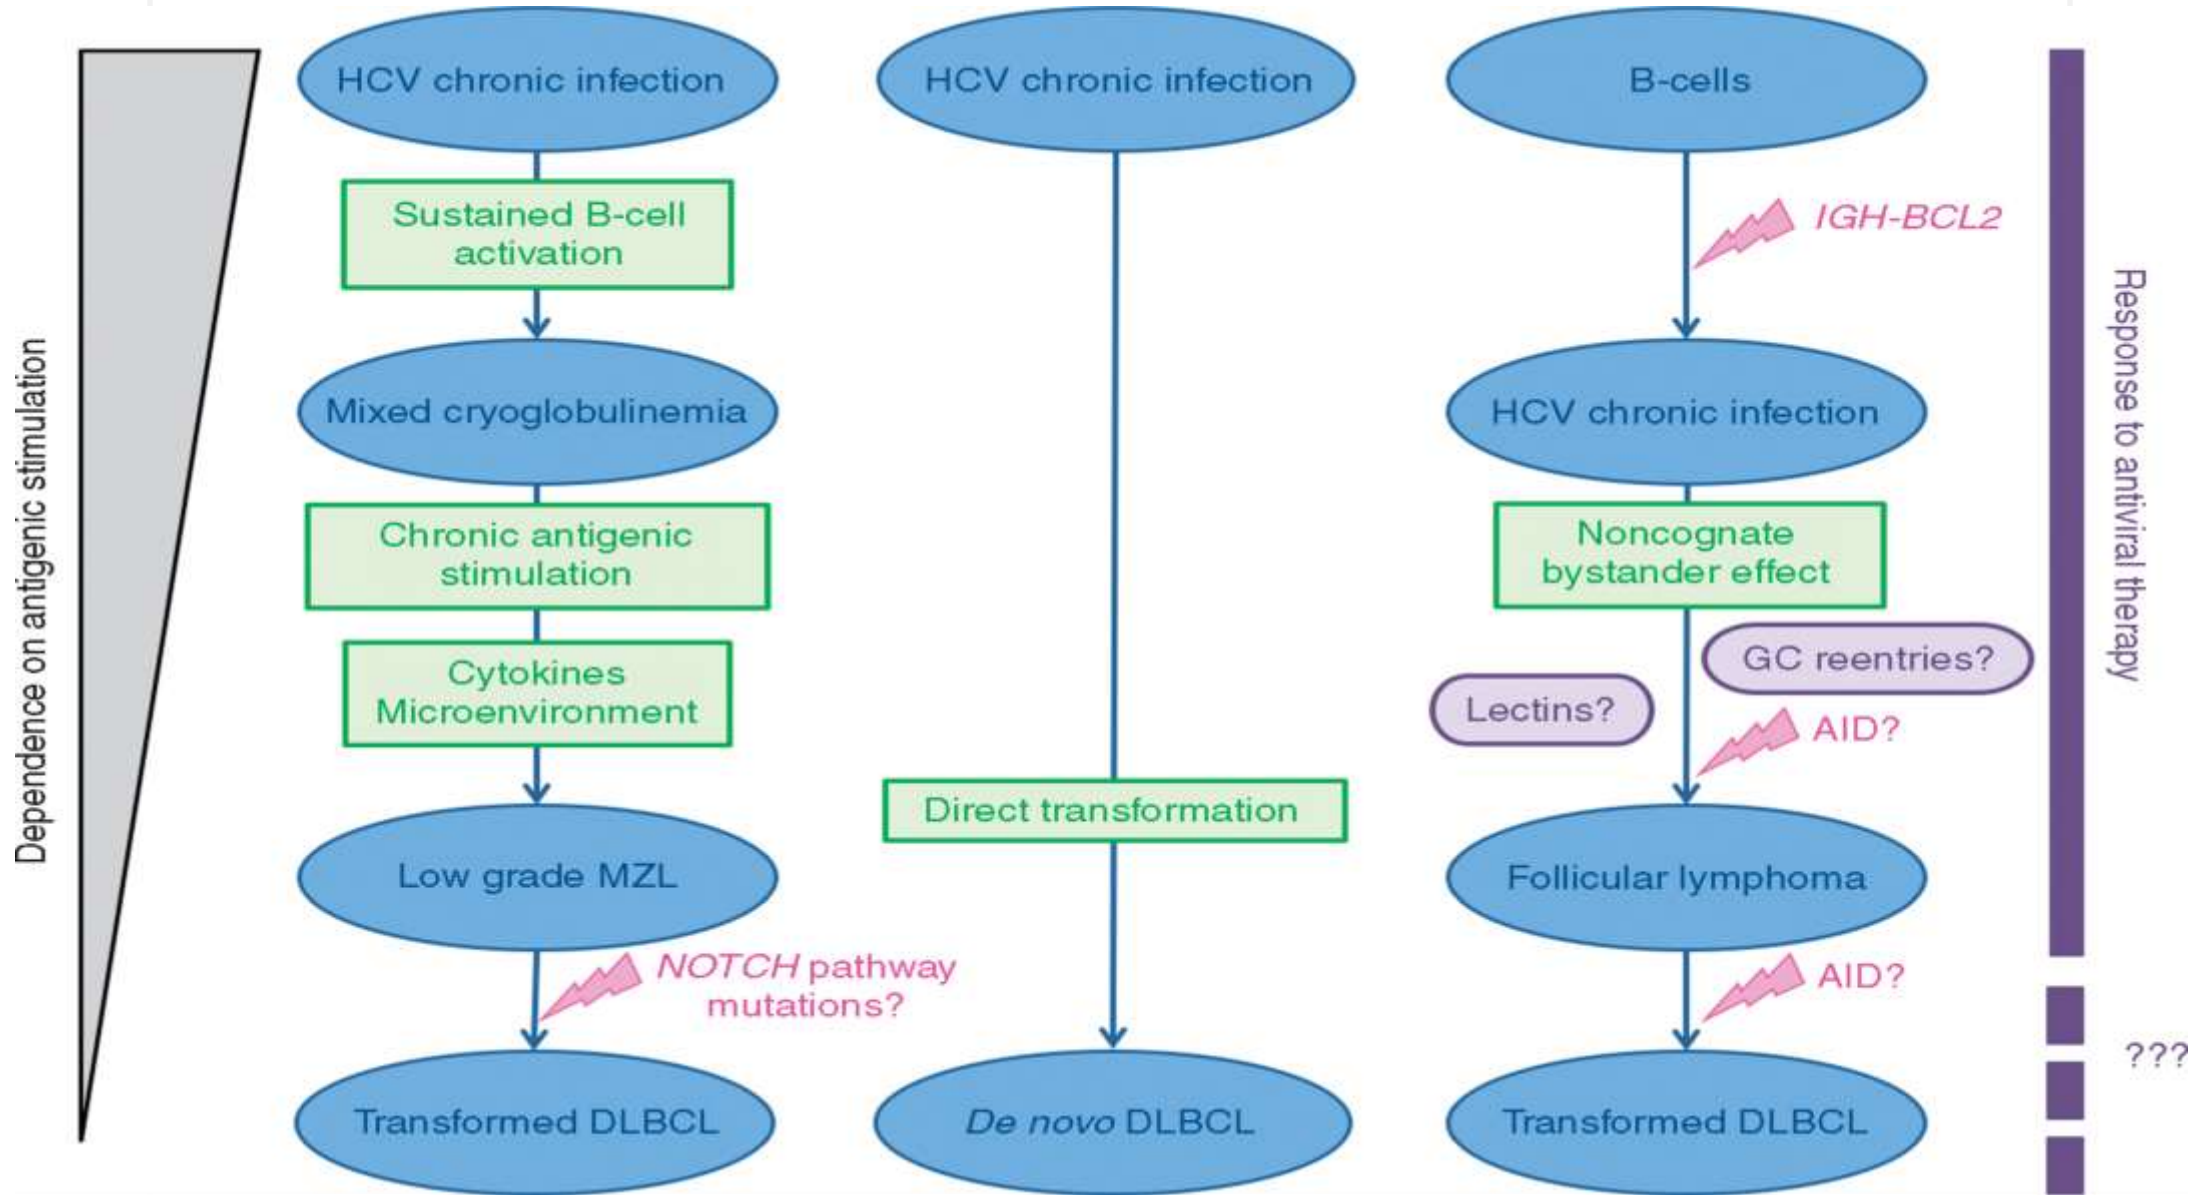 Dependence on antigenic stimulation
HCV chronic infection
Sustained B-cell
activation
Mixed cryoglobulinemia
Chronic antigenic
stimulation
Cytokines
Microenvironment
Low grade MZL
NOTCH pathway
mutations?
Transformed DLBCL
HCV chronic infection
Direct transformation
De novo DLBCL
B-cells
IGH-BCL2
HCV chronic infection
Noncognate
bystander effect
GC reentries?
Lectins?
AID?
Follicular lymphoma
AID?
Transformed DLBCL
Response to antiviral therapy
???